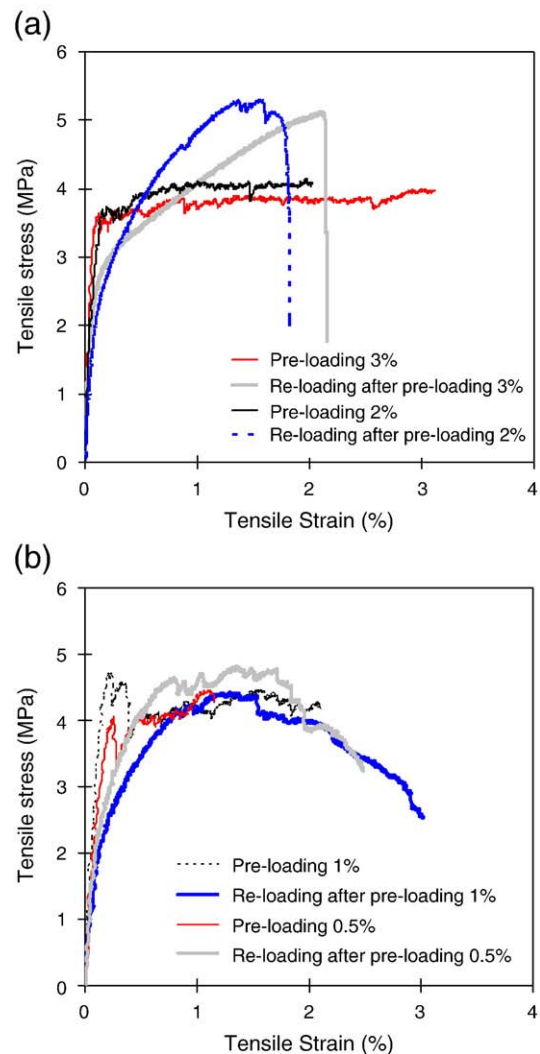 (a)
6
5
4
3
2
1
0
Tensile stress (MPa)
Pre-loading 3%
Re-loading after pre-loading 3%
Pre-loading 2%
Re-loading after pre-loading 2%
0 1 2 3 4
Tensile Strain (%)
(b)
6
5
4
3
2
1
0
Tensile stress (MPa)
Pre-loading 1%
Re-loading after pre-loading 1%
Pre-loading 0.5%
Re-loading after pre-loading 0.5%
0 1 2 3 4
Tensile Strain (%)